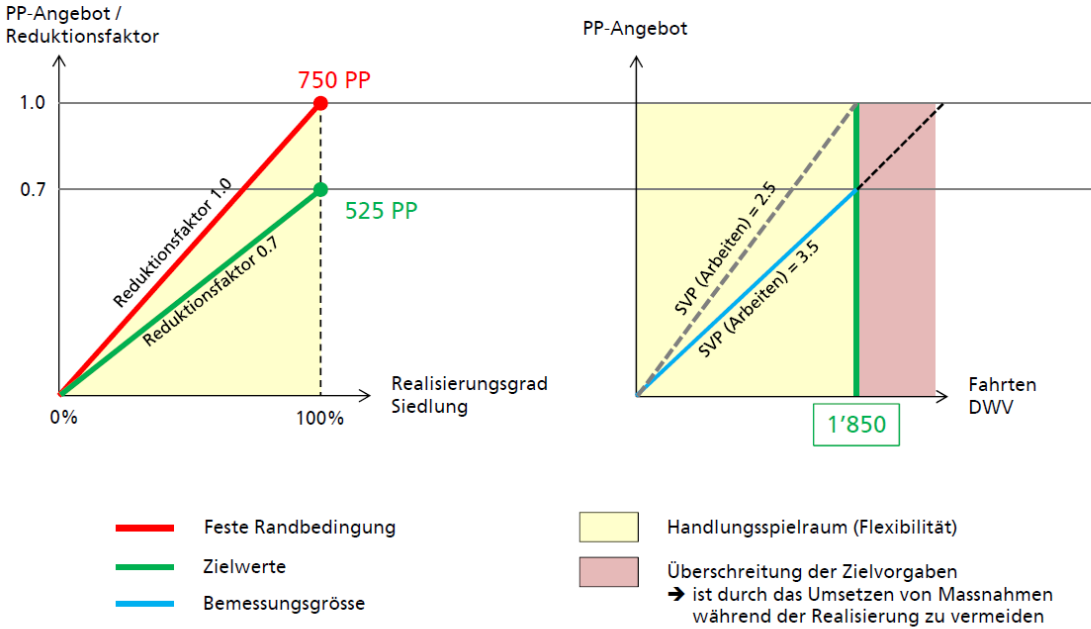 PP-Angebot /
Reduktionsfaktor
750 PP
1.0
Reduktionsfaktor 1.0
0.7
525 PP
Reduktionsfaktor 0.7
Realisierungsgrad
Siedlung
0%
100%
PP-Angebot
SVP (Arbeiten) = 2.5
SVP (Arbeiten) = 3.5
Fahrten
DWV
1'850
Feste Randbedingung
Zielwerte
Bemessungsgrösse
Handlungsspielraum (Flexibilität)
Überschreitung der Zielvorgaben
➔ ist durch das Umsetzen von Massnahmen
während der Realisierung zu vermeiden